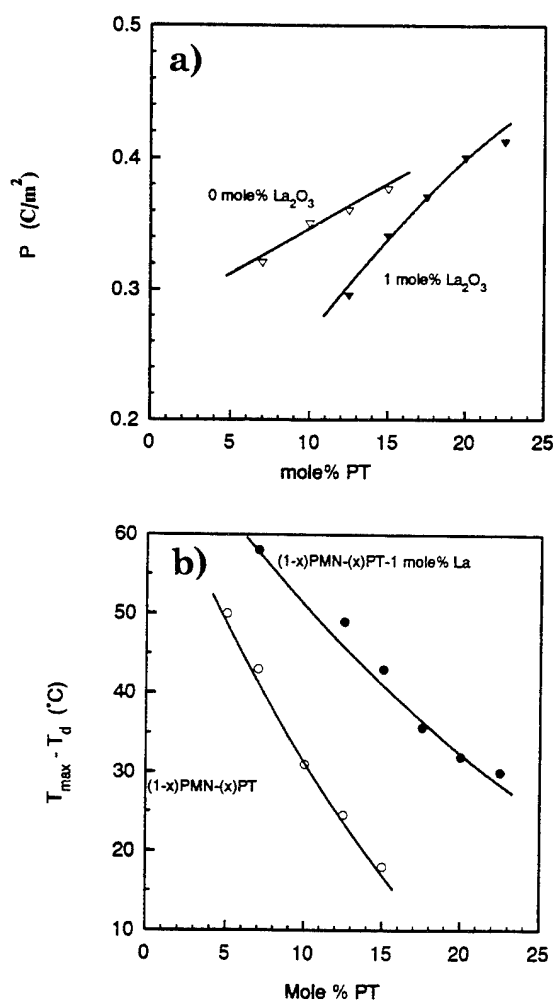 0.5
a)
0.4
0 mole% La₂O₃
P (C/m²)
0.3
1 mole% La₂O₃
0.2
0 5 10 15 20 25
mole% PT
60
b)
(1-x)PMN-(x)PT-1 mole% La
50
40
T_max - T_d (°C)
30
(1-x)PMN-(x)PT
20
10
0 5 10 15 20 25
Mole % PT